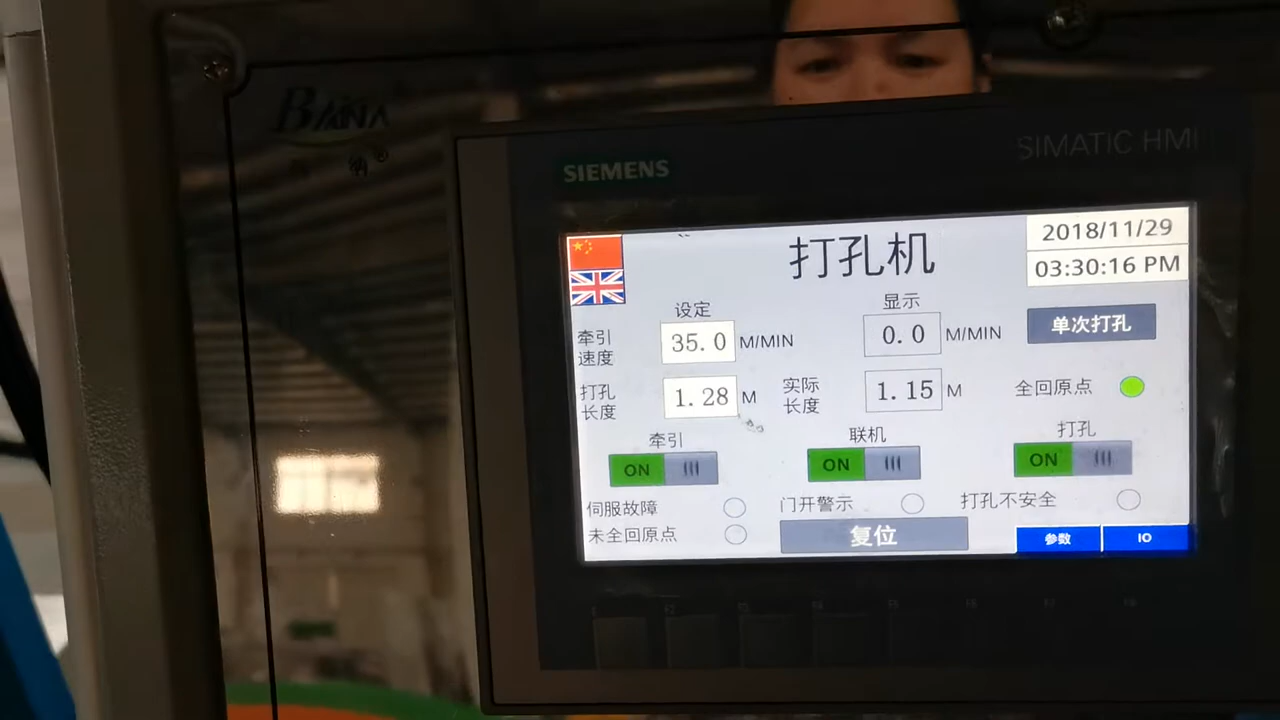 BAINA
纳®
SIEMENS
SIMATIC HMI
打孔机
2018/11/29
03:30:16 PM
设定
显示
牵引速度 35.0 M/MIN
0.0 M/MIN
单次打孔
打孔长度 1.28 M
实际长度 1.15 M
全回原点
牵引
联机
打孔
ON
ON
ON
伺服故障
门开警示
打孔不安全
未全回原点
复位
参数
IO